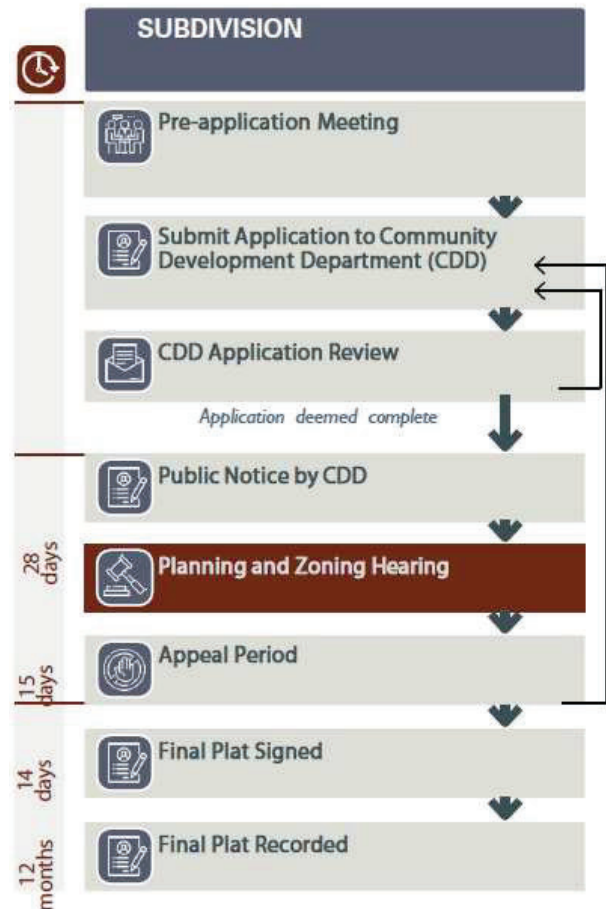 SUBDIVISION
Pre-application Meeting
Submit Application to Community
Development Department (CDD)
CDD Application Review
Application deemed complete
Public Notice by CDD
28
days
Planning and Zoning Hearing
Appeal Period
15
days
Final Plat Signed
14
days
Final Plat Recorded
12
months